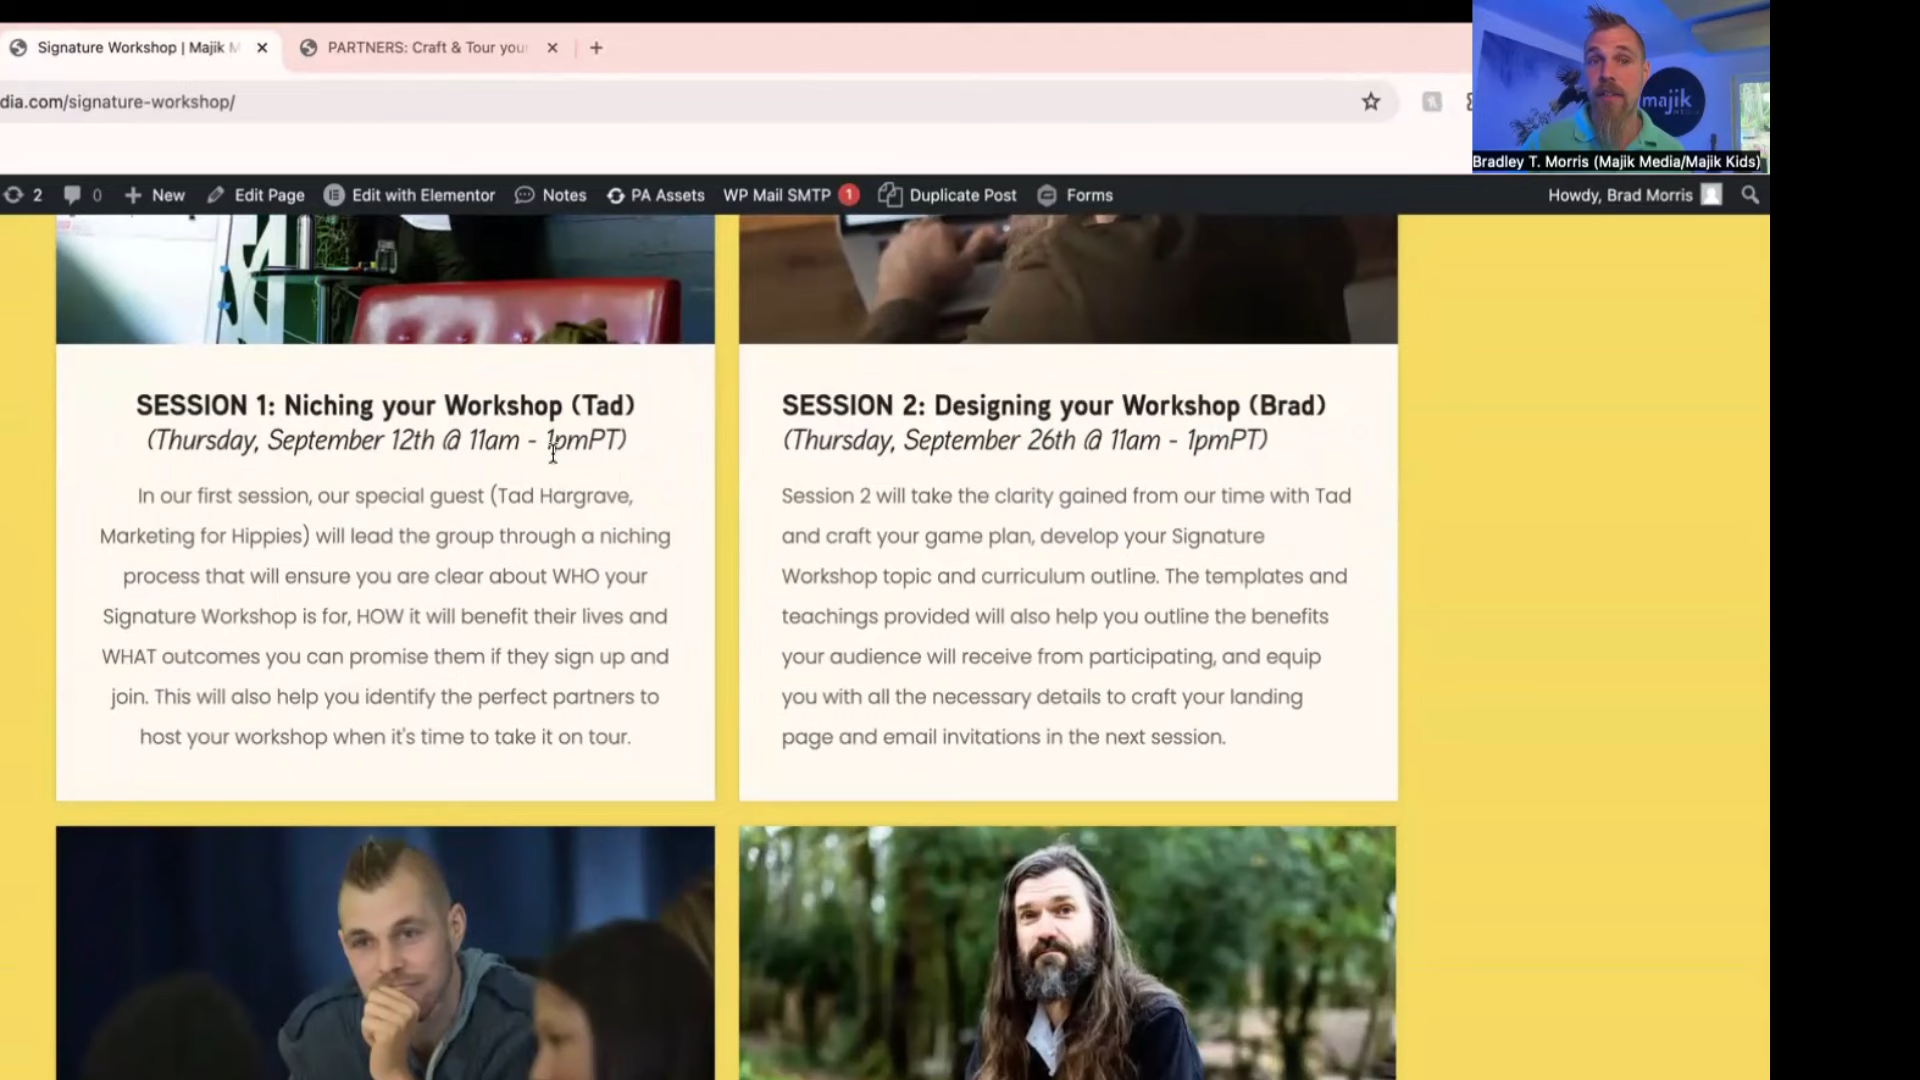 Signature Workshop | Majik M
PARTNERS: Craft & Tour you
dia.com/signature-workshop/
majik
Bradley T. Morris (Majik Media/Majik Kids)
2
0
New
Edit Page
Edit with Elementor
Notes
PA Assets
WP Mail SMTP 1
Duplicate Post
Forms
Howdy, Brad Morris
SESSION 1: Niching your Workshop (Tad)
(Thursday, September 12th @ 11am - 1pmPT)
In our first session, our special guest (Tad Hargrave,
Marketing for Hippies) will lead the group through a niching
process that will ensure you are clear about WHO your
Signature Workshop is for, HOW it will benefit their lives and
WHAT outcomes you can promise them if they sign up and
join. This will also help you identify the perfect partners to
host your workshop when it's time to take it on tour.
SESSION 2: Designing your Workshop (Brad)
(Thursday, September 26th @ 11am - 1pmPT)
Session 2 will take the clarity gained from our time with Tad
and craft your game plan, develop your Signature
Workshop topic and curriculum outline. The templates and
teachings provided will also help you outline the benefits
your audience will receive from participating, and equip
you with all the necessary details to craft your landing
page and email invitations in the next session.